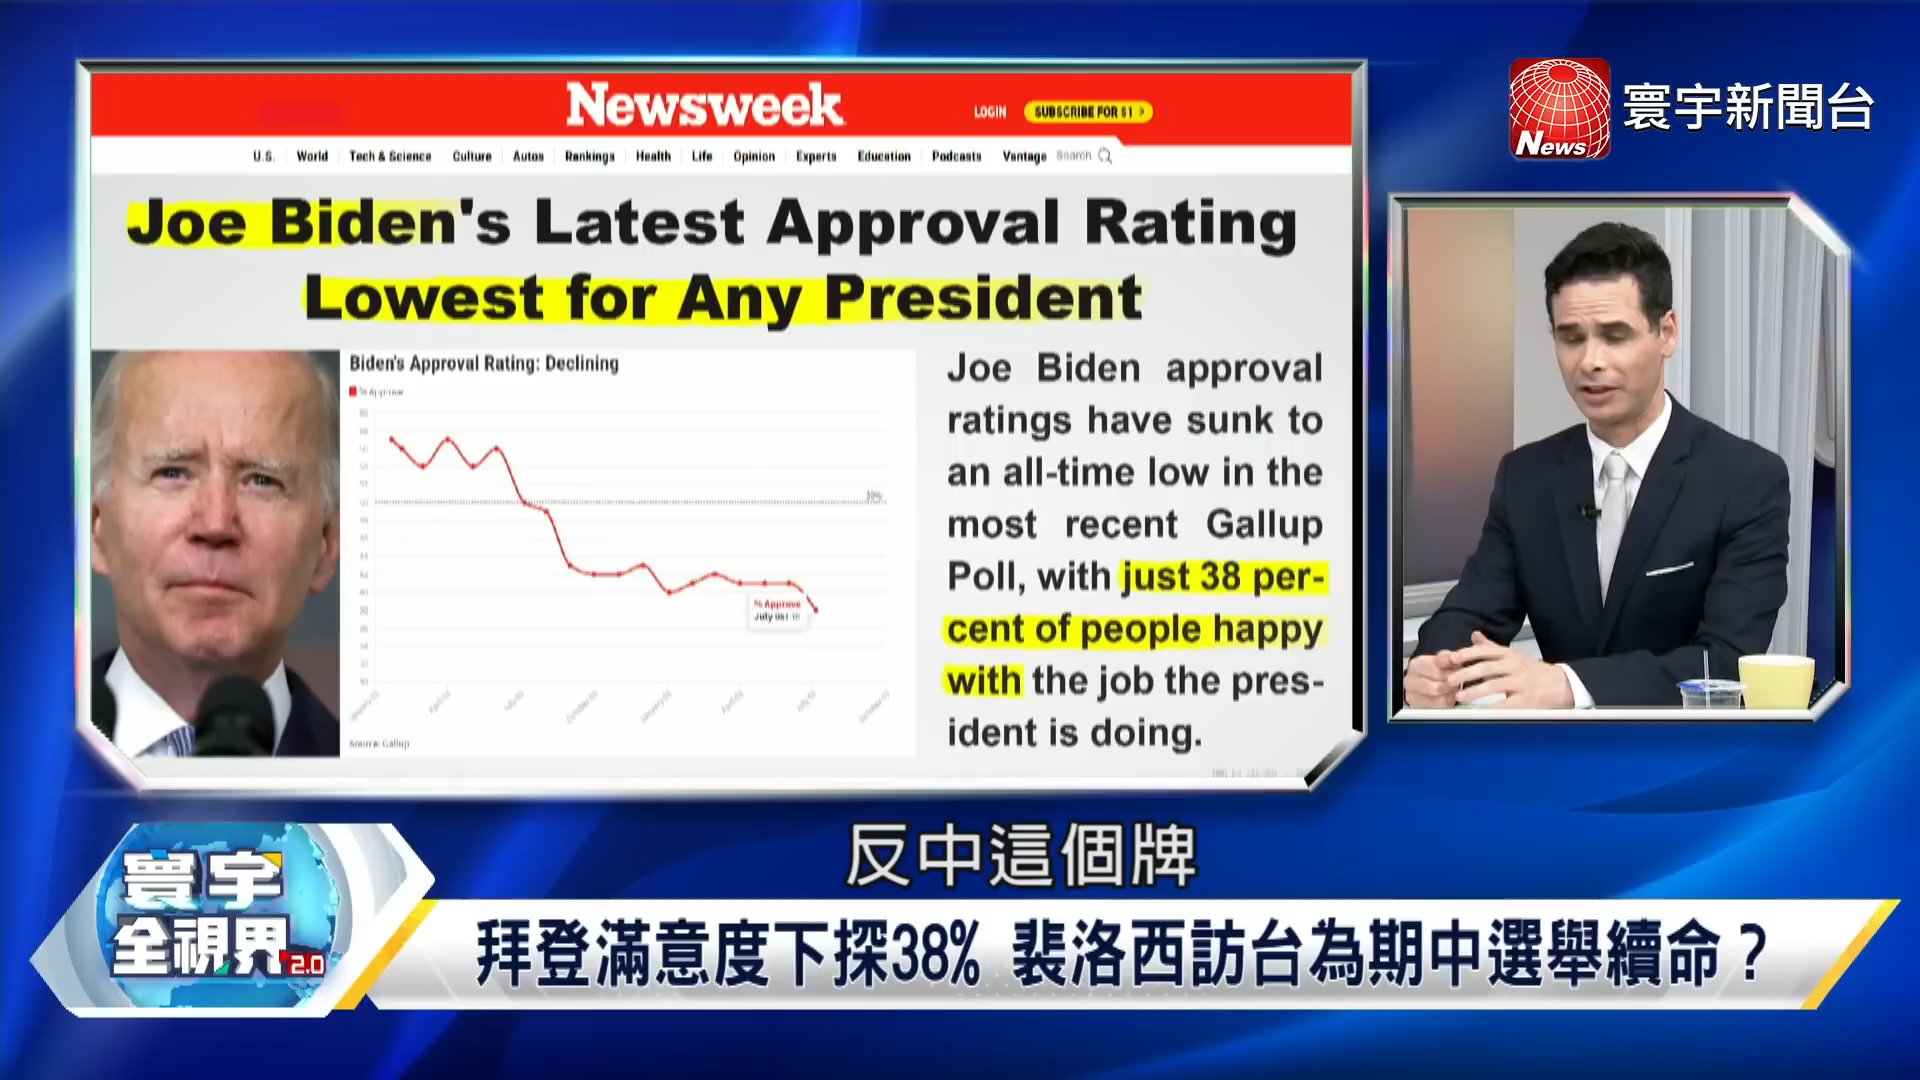 Newsweek
LOGIN
SUBSCRIBE FOR $1 >
U.S. World Tech & Science Culture Autos Rankings Health Life Opinion Experts Education Podcasts Vantage Search
News
寰宇新聞台
Joe Biden's Latest Approval Rating
Lowest for Any President
Biden's Approval Rating: Declining
% Approve
50%
% Approve
Source: Gallup
Joe Biden approval
ratings have sunk to
an all-time low in the
most recent Gallup
Poll, with just 38 per-
cent of people happy
with the job the pres-
ident is doing.
反中這個牌
寰宇
全視界2.0
拜登滿意度下探38% 裴洛西訪台為期中選舉續命？